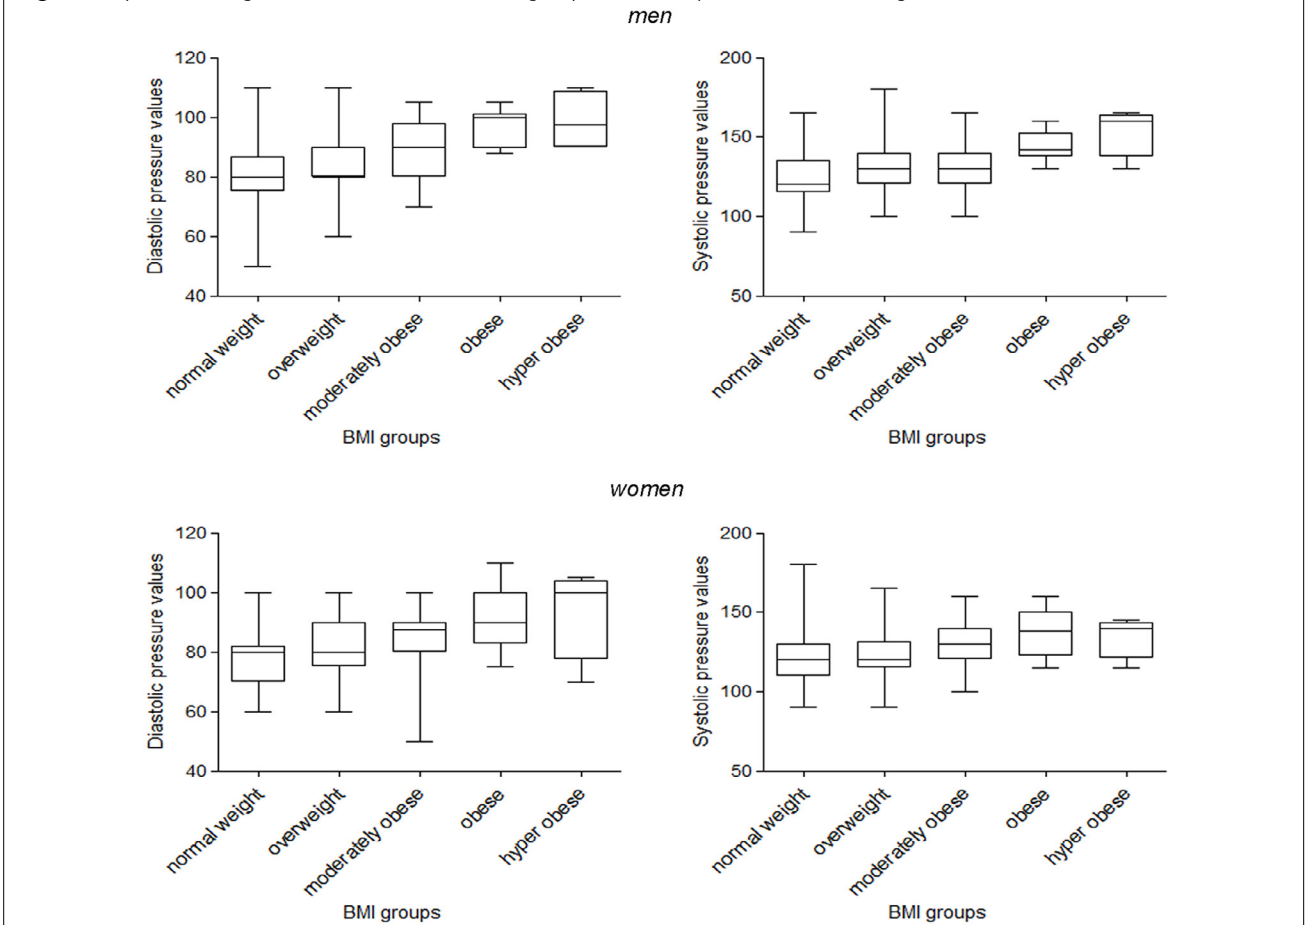 men
120
100
80
60
40
Diastolic pressure values
normal weight
overweight
moderately obese
obese
hyper obese
BMI groups
200
150
100
50
Systolic pressure values
normal weight
overweight
moderately obese
obese
hyper obese
BMI groups
women
120
100
80
60
40
Diastolic pressure values
normal weight
overweight
moderately obese
obese
hyper obese
BMI groups
200
150
100
50
Systolic pressure values
normal weight
overweight
moderately obese
obese
hyper obese
BMI groups